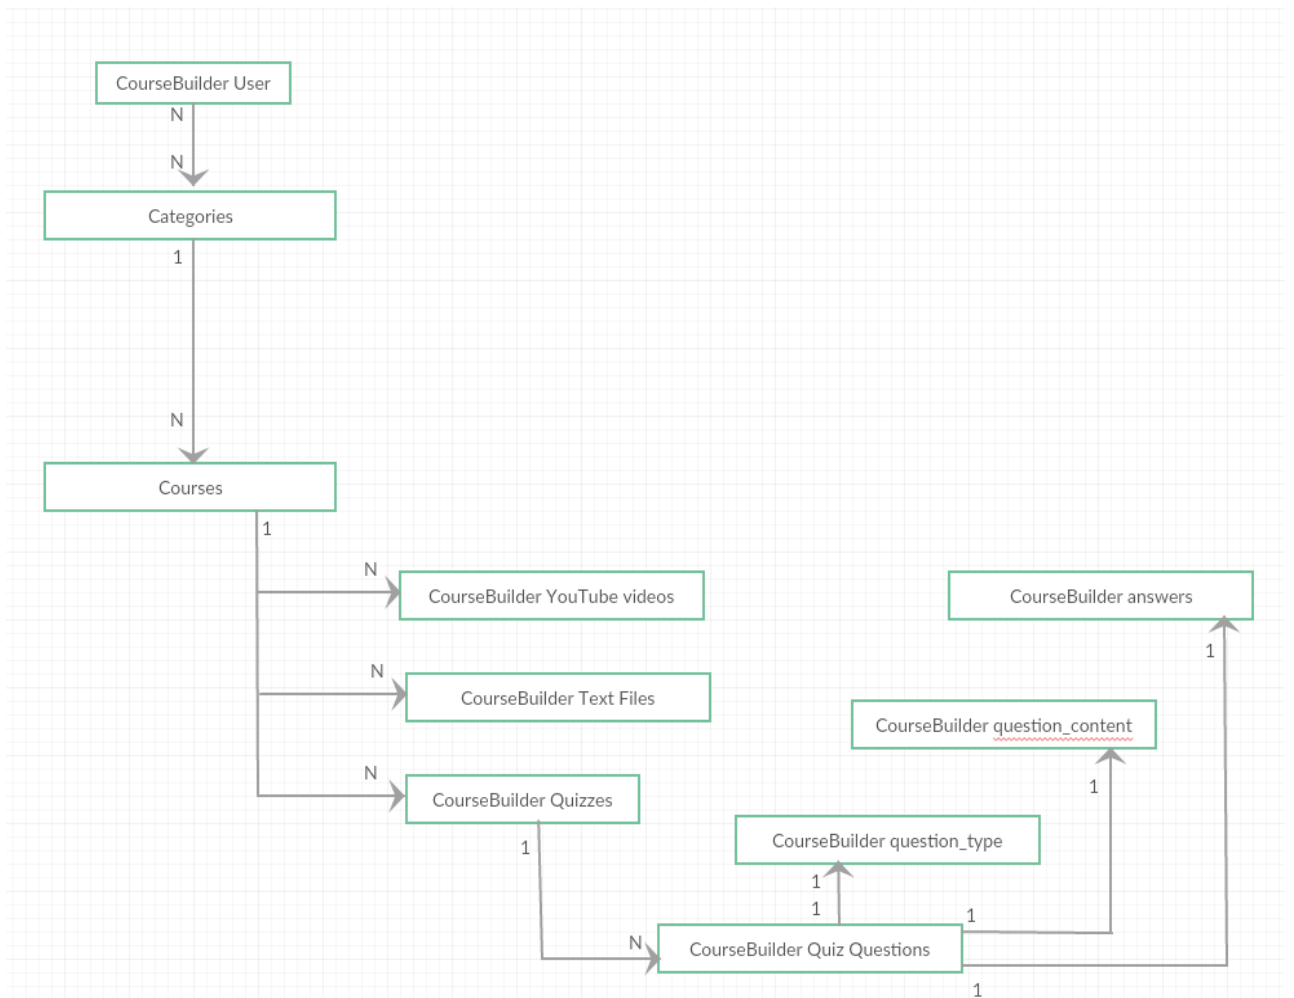 CourseBuilder User
N
N
Categories
1
N
Courses
1
N
CourseBuilder YouTube videos
CourseBuilder answers
1
N
CourseBuilder Text Files
CourseBuilder question_content
1
N
CourseBuilder Quizzes
1
CourseBuilder question_type
1
1
1
N
CourseBuilder Quiz Questions
1